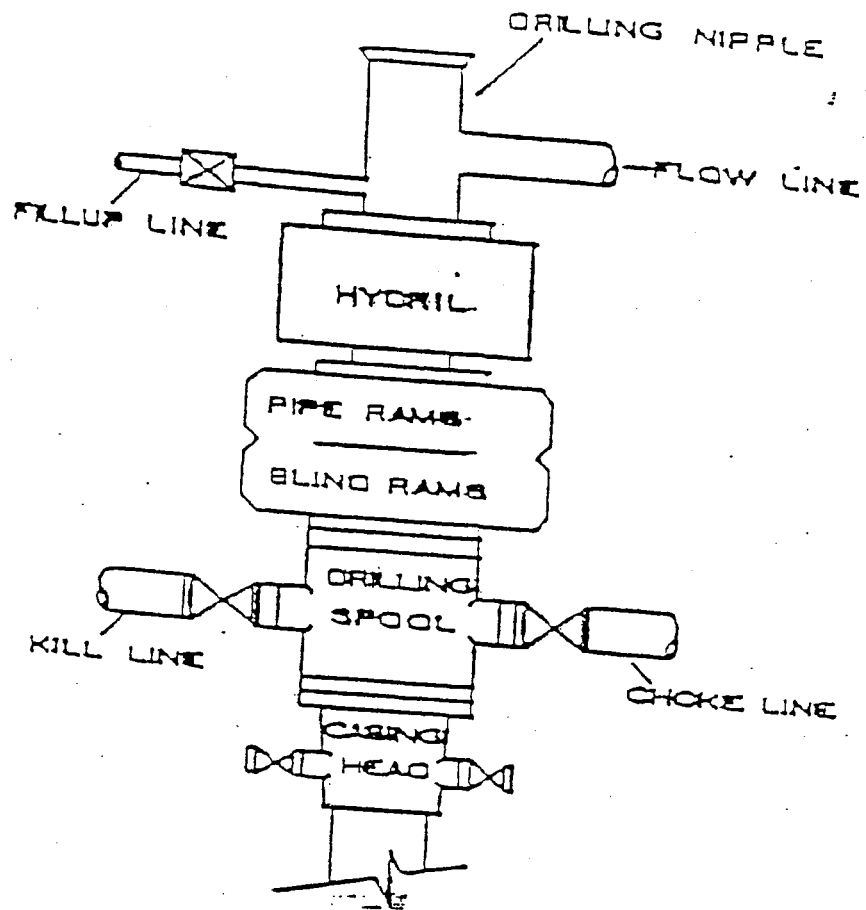 DRILLING NIPPLE
FLOW LINE
FILLUP LINE
HYDRIL
PIPE RAMS
BLIND RAMS
DRILLING
SPOOL
KILL LINE
CHOKE LINE
CASING
HEAD